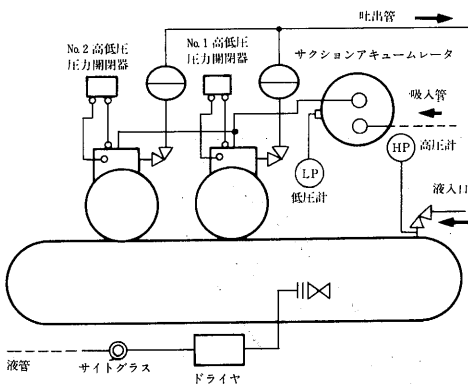 吐出管
No.2 高低圧
圧力開閉器
No.1 高低圧
圧力開閉器
サクションアキュームレータ
吸入管
LP
低圧計
HP
高圧計
液入口
液管
サイトグラス
ドライヤ